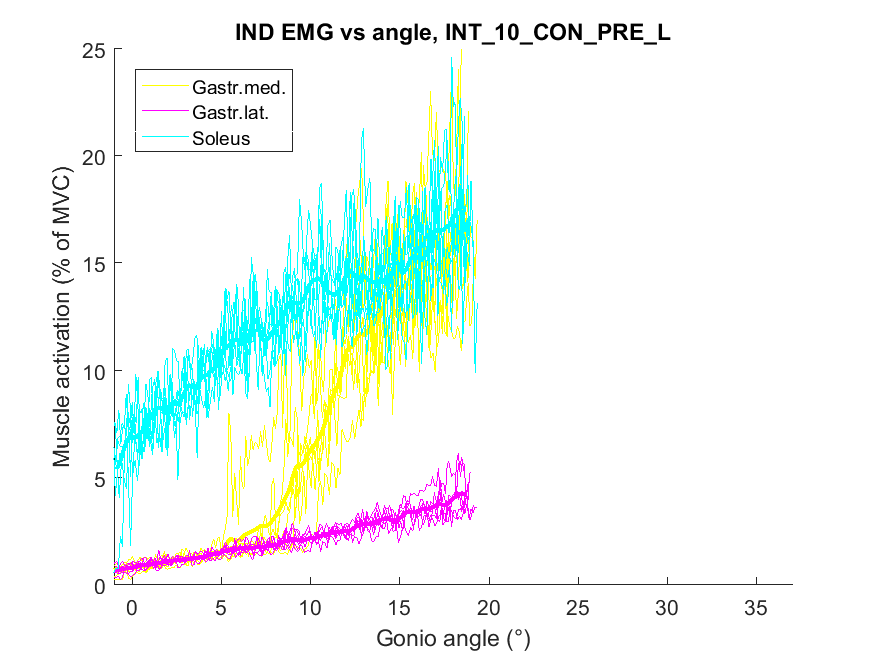 IND EMG vs angle, INT_10_CON_PRE_L
25
Gastr.med.
Gastr.lat.
Soleus
20
15
10
5
0
Muscle activation (% of MVC)
0 5 10 15 20 25 30 35
Gonio angle (°)